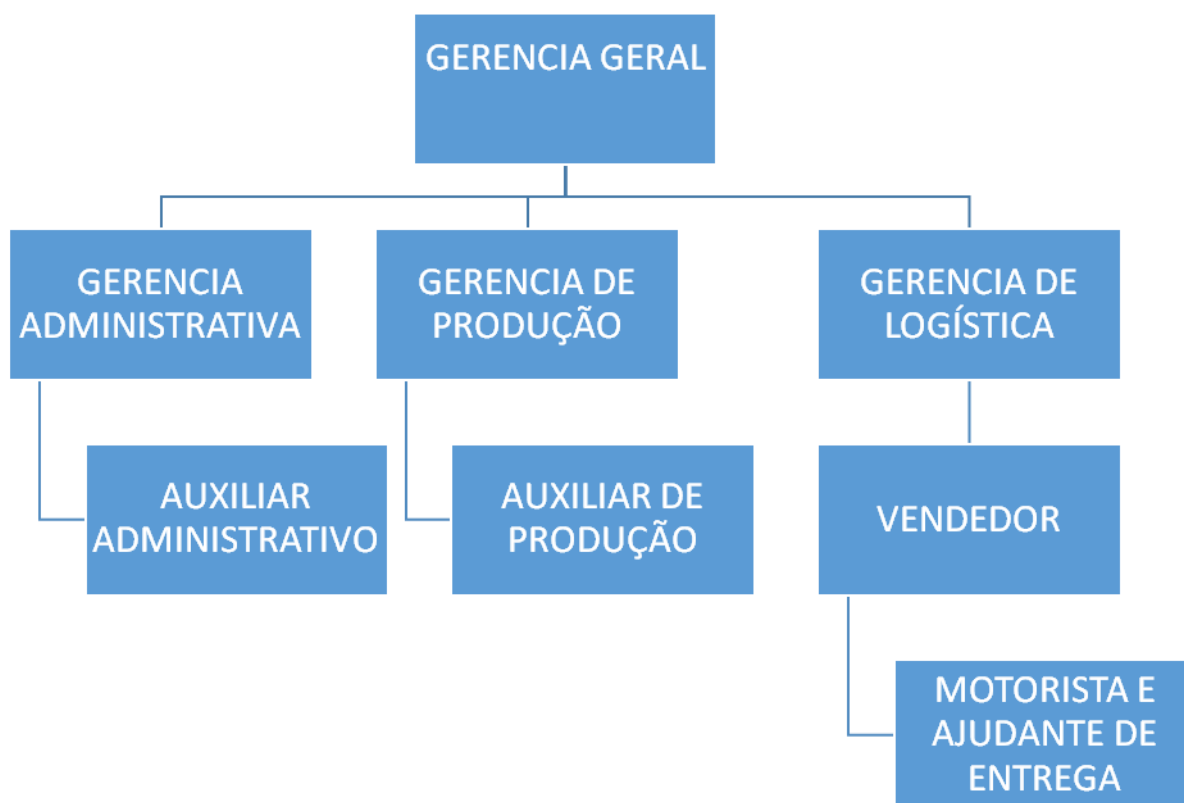 GERENCIA GERAL
GERENCIA
ADMINISTRATIVA
GERENCIA DE
PRODUÇÃO
GERENCIA DE
LOGÍSTICA
AUXILIAR
ADMINISTRATIVO
AUXILIAR DE
PRODUÇÃO
VENDEDOR
MOTORISTA E
AJUDANTE DE
ENTREGA